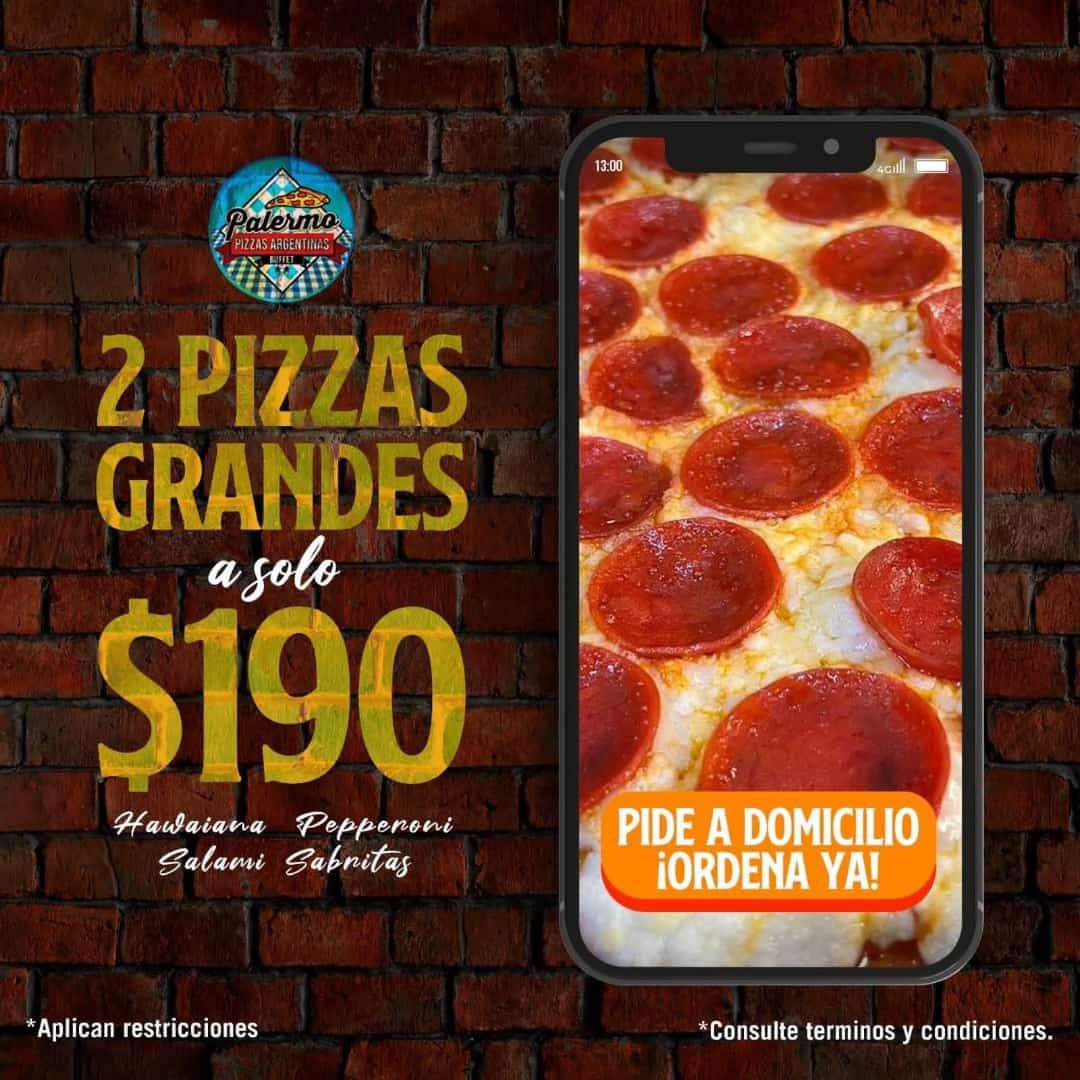 Palermo
PIZZAS ARGENTINAS
BUFFET
2 PIZZAS
GRANDES
a solo
$190
Hawaiana Pepperoni
Salami Sabritas
13:00
4G
PIDE A DOMICILIO
¡ORDENA YA!
*Aplican restricciones
*Consulte terminos y condiciones.